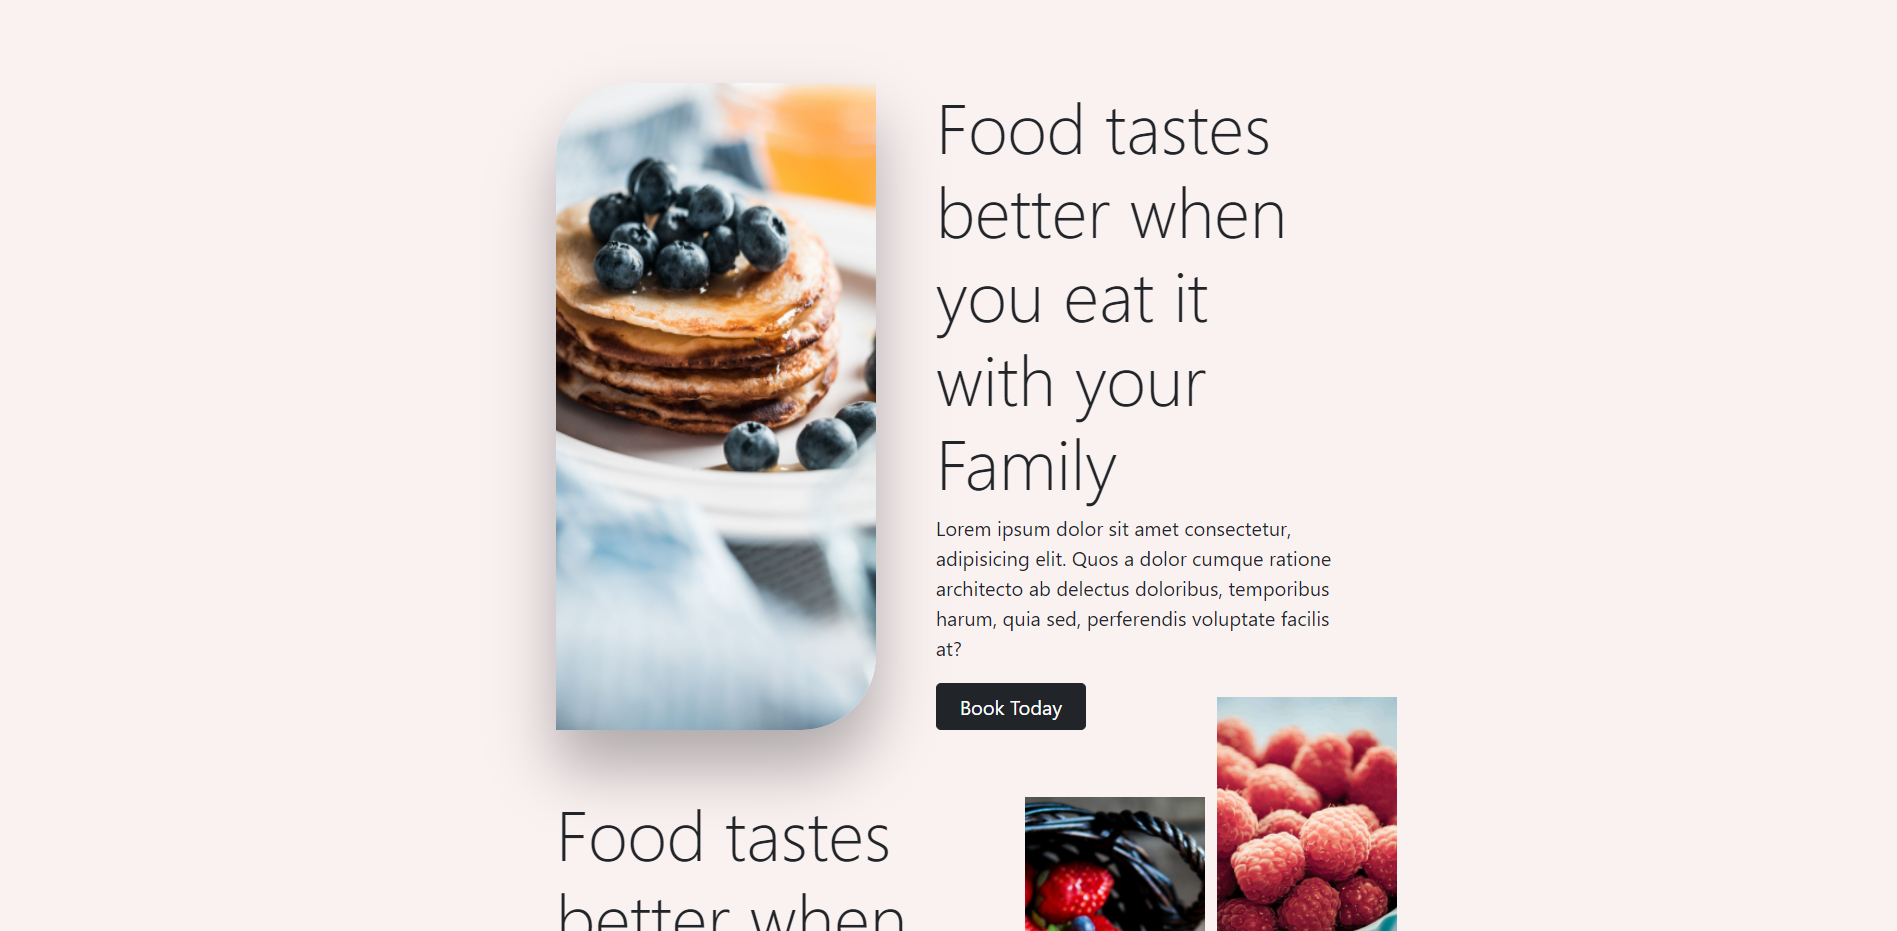 Food tastes
better when
you eat it
with your
Family
Lorem ipsum dolor sit amet consectetur,
adipisicing elit. Quos a dolor cumque ratione
architecto ab delectus doloribus, temporibus
harum, quia sed, perferendis voluptate facilis
at?
Book Today
Food tastes
better when